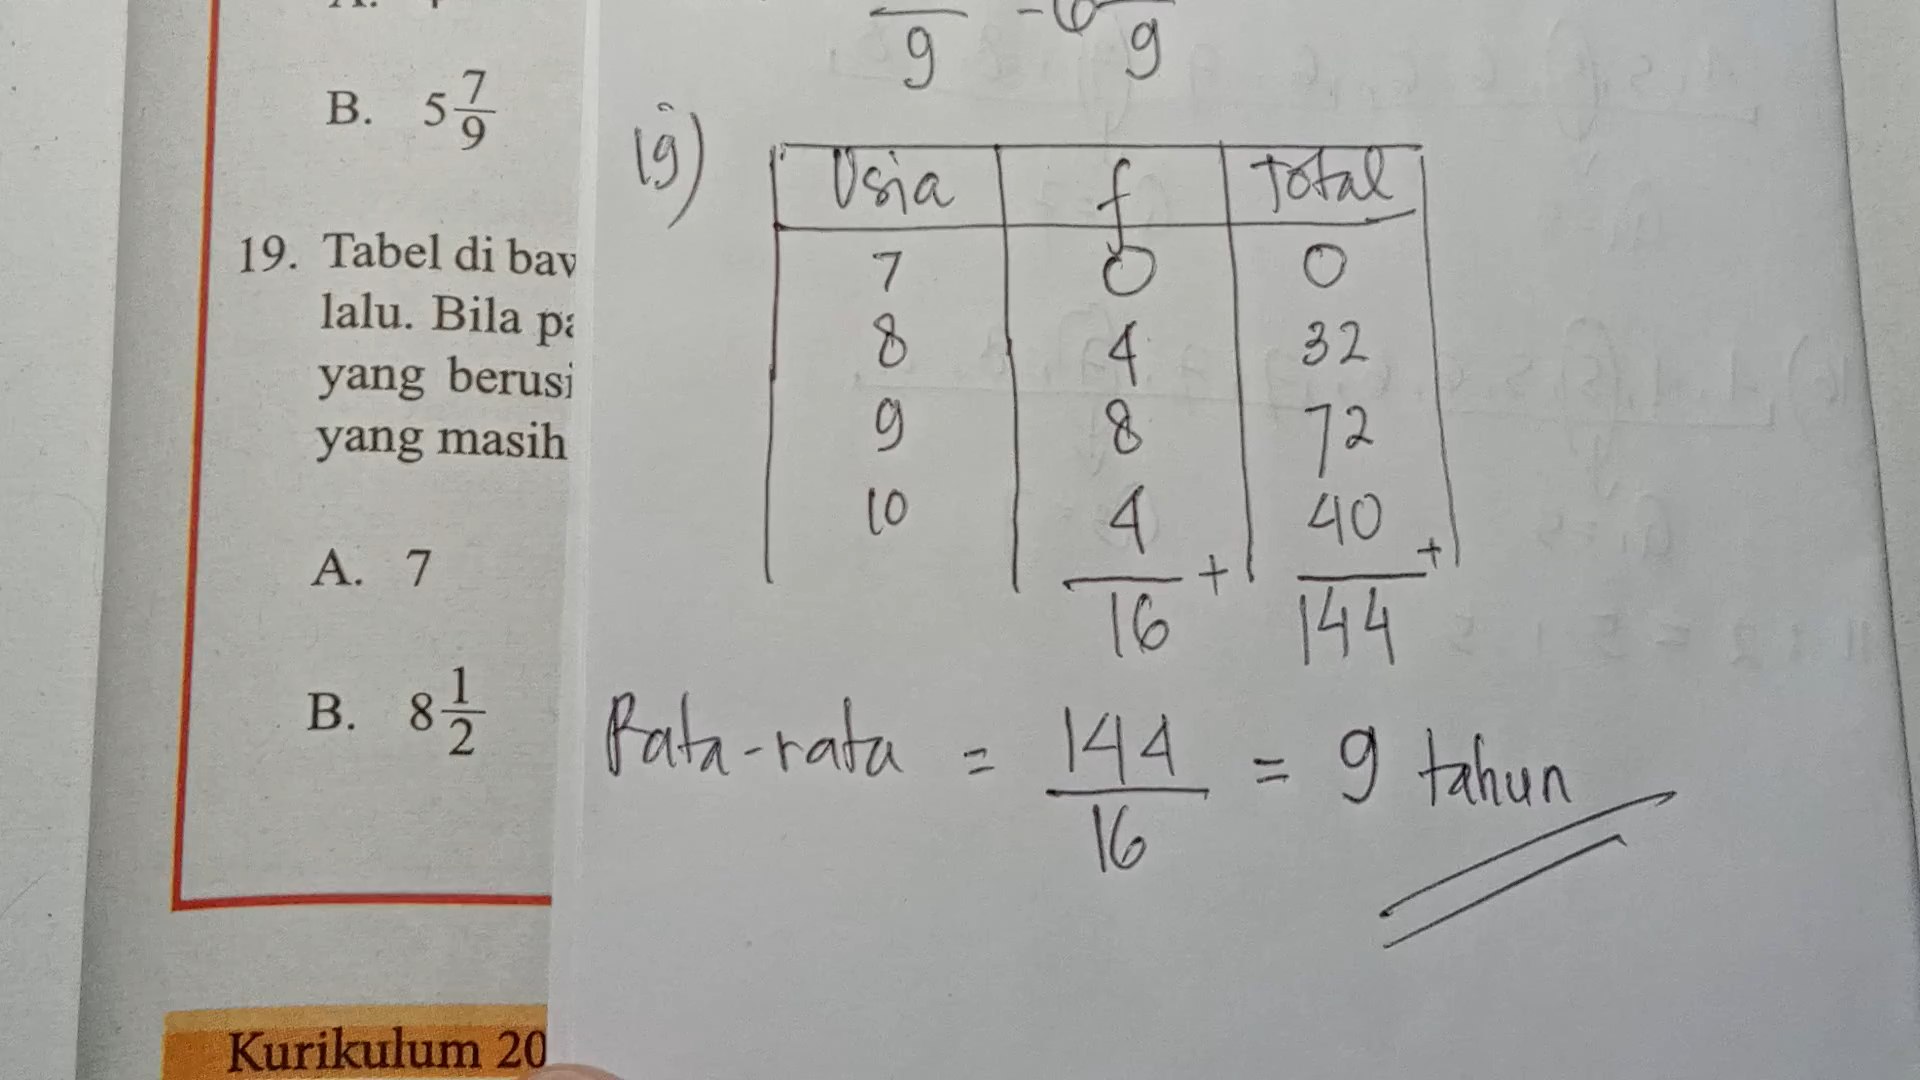 B. 5 7/9
19. Tabel di baw
lalu. Bila pa
yang berusi
yang masih
A. 7
B. 8 1/2
Kurikulum 20
9 9
19)
Usia f Total
7 0 0
8 4 32
9 8 72
10 4 40
+ +
16 144
Rata-rata = 144/16 = 9 tahun